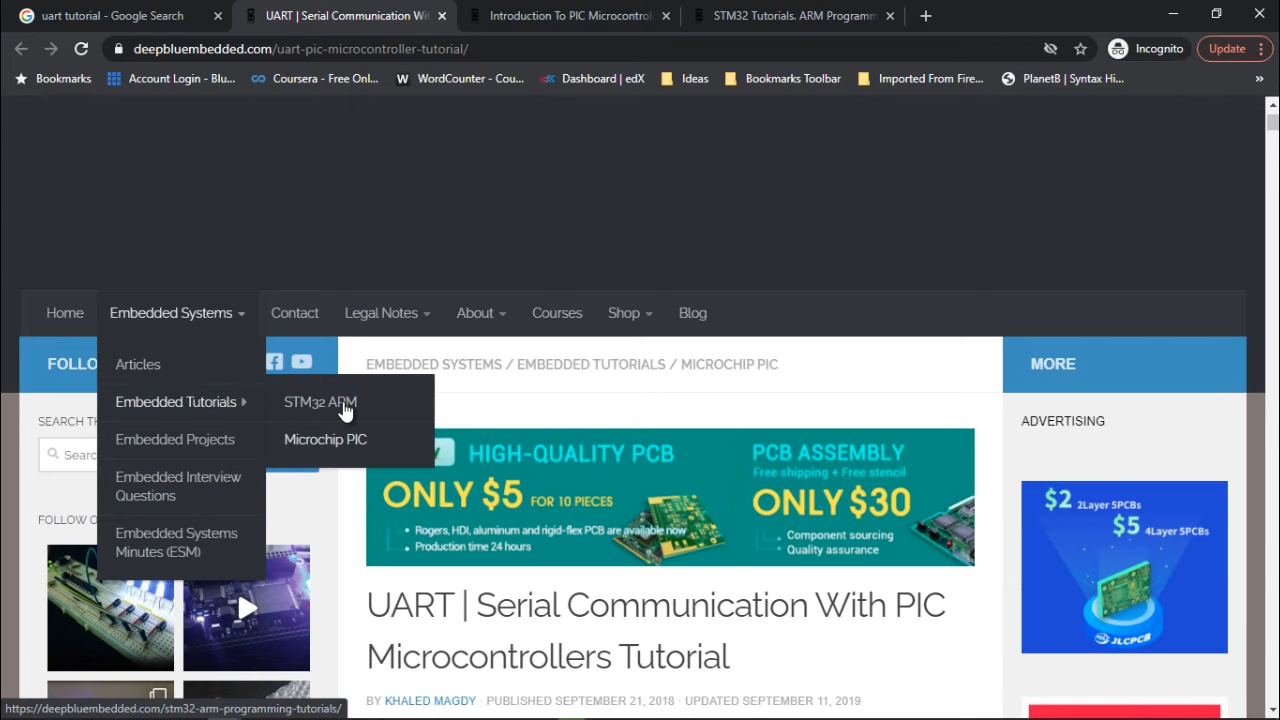 uart tutorial - Google Search
UART | Serial Communication Wi
Introduction To PIC Microcontrol
STM32 Tutorials. ARM Programm
deepbluembedded.com/uart-pic-microcontroller-tutorial/
Incognito
Update
Bookmarks
Account Login - Blu...
Coursera - Free Onl...
WordCounter - Cou...
Dashboard | edX
Ideas
Bookmarks Toolbar
Imported From Fire...
PlanetB | Syntax Hi...
»
Home
Embedded Systems
Contact
Legal Notes
About
Courses
Shop
Blog
FOLLO
EMBEDDED SYSTEMS / EMBEDDED TUTORIALS / MICROCHIP PIC
MORE
Articles
Embedded Tutorials
STM32 ARM
Embedded Projects
Microchip PIC
Embedded Interview
Questions
Embedded Systems
Minutes (ESM)
SEARCH TH
Searc
FOLLOW O
HIGH-QUALITY PCB
ONLY $5 FOR 10 PIECES
• Rogers, HDI, aluminum and rigid-flex PCB are available now
• Production time 24 hours
PCB ASSEMBLY
Free shipping + Free stencil
ONLY $30
• Component sourcing
Quality assurance
ADVERTISING
$2 2Layer 5PCBs
$5 4Layer 5PCBs
JLCPCB
UART | Serial Communication With PIC
Microcontrollers Tutorial
BY KHALED MAGDY · PUBLISHED SEPTEMBER 21, 2018 · UPDATED SEPTEMBER 11, 2019
https://deepbluembedded.com/stm32-arm-programming-tutorials/